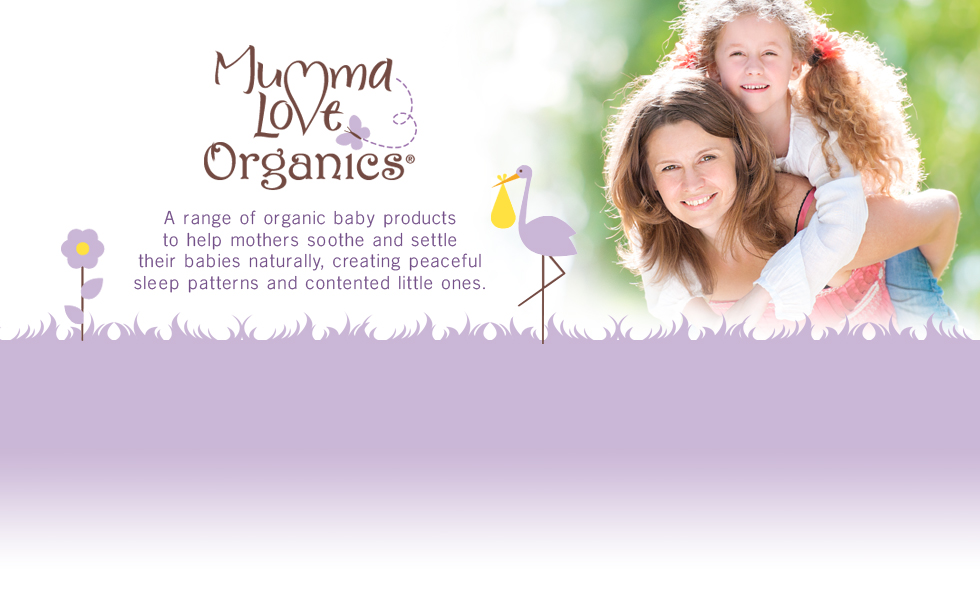 Mumma
Love
Organics®
A range of organic baby products
to help mothers soothe and settle
their babies naturally, creating peaceful
sleep patterns and contented little ones.